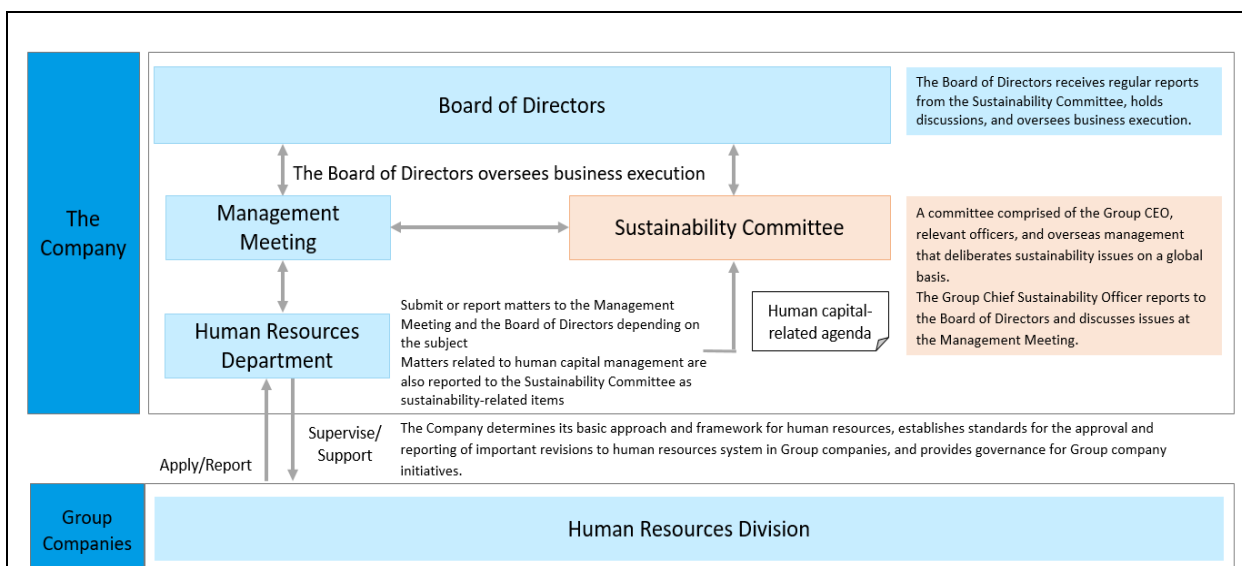 The
Company
Board of Directors
The Board of Directors receives regular reports
from the Sustainability Committee, holds
discussions, and oversees business execution.
The Board of Directors oversees business execution
Management
Meeting
Sustainability Committee
A committee comprised of the Group CEO,
relevant officers, and overseas management
that deliberates sustainability issues on a global
basis.
The Group Chief Sustainability Officer reports to
the Board of Directors and discusses issues at
the Management Meeting.
Human Resources
Department
Submit or report matters to the Management
Meeting and the Board of Directors depending on
the subject
Matters related to human capital management are
also reported to the Sustainability Committee as
sustainability-related items
Human capital-
related agenda
Apply/Report
Supervise/
Support
The Company determines its basic approach and framework for human resources, establishes standards for the approval and
reporting of important revisions to human resources system in Group companies, and provides governance for Group company
initiatives.
Group
Companies
Human Resources Division